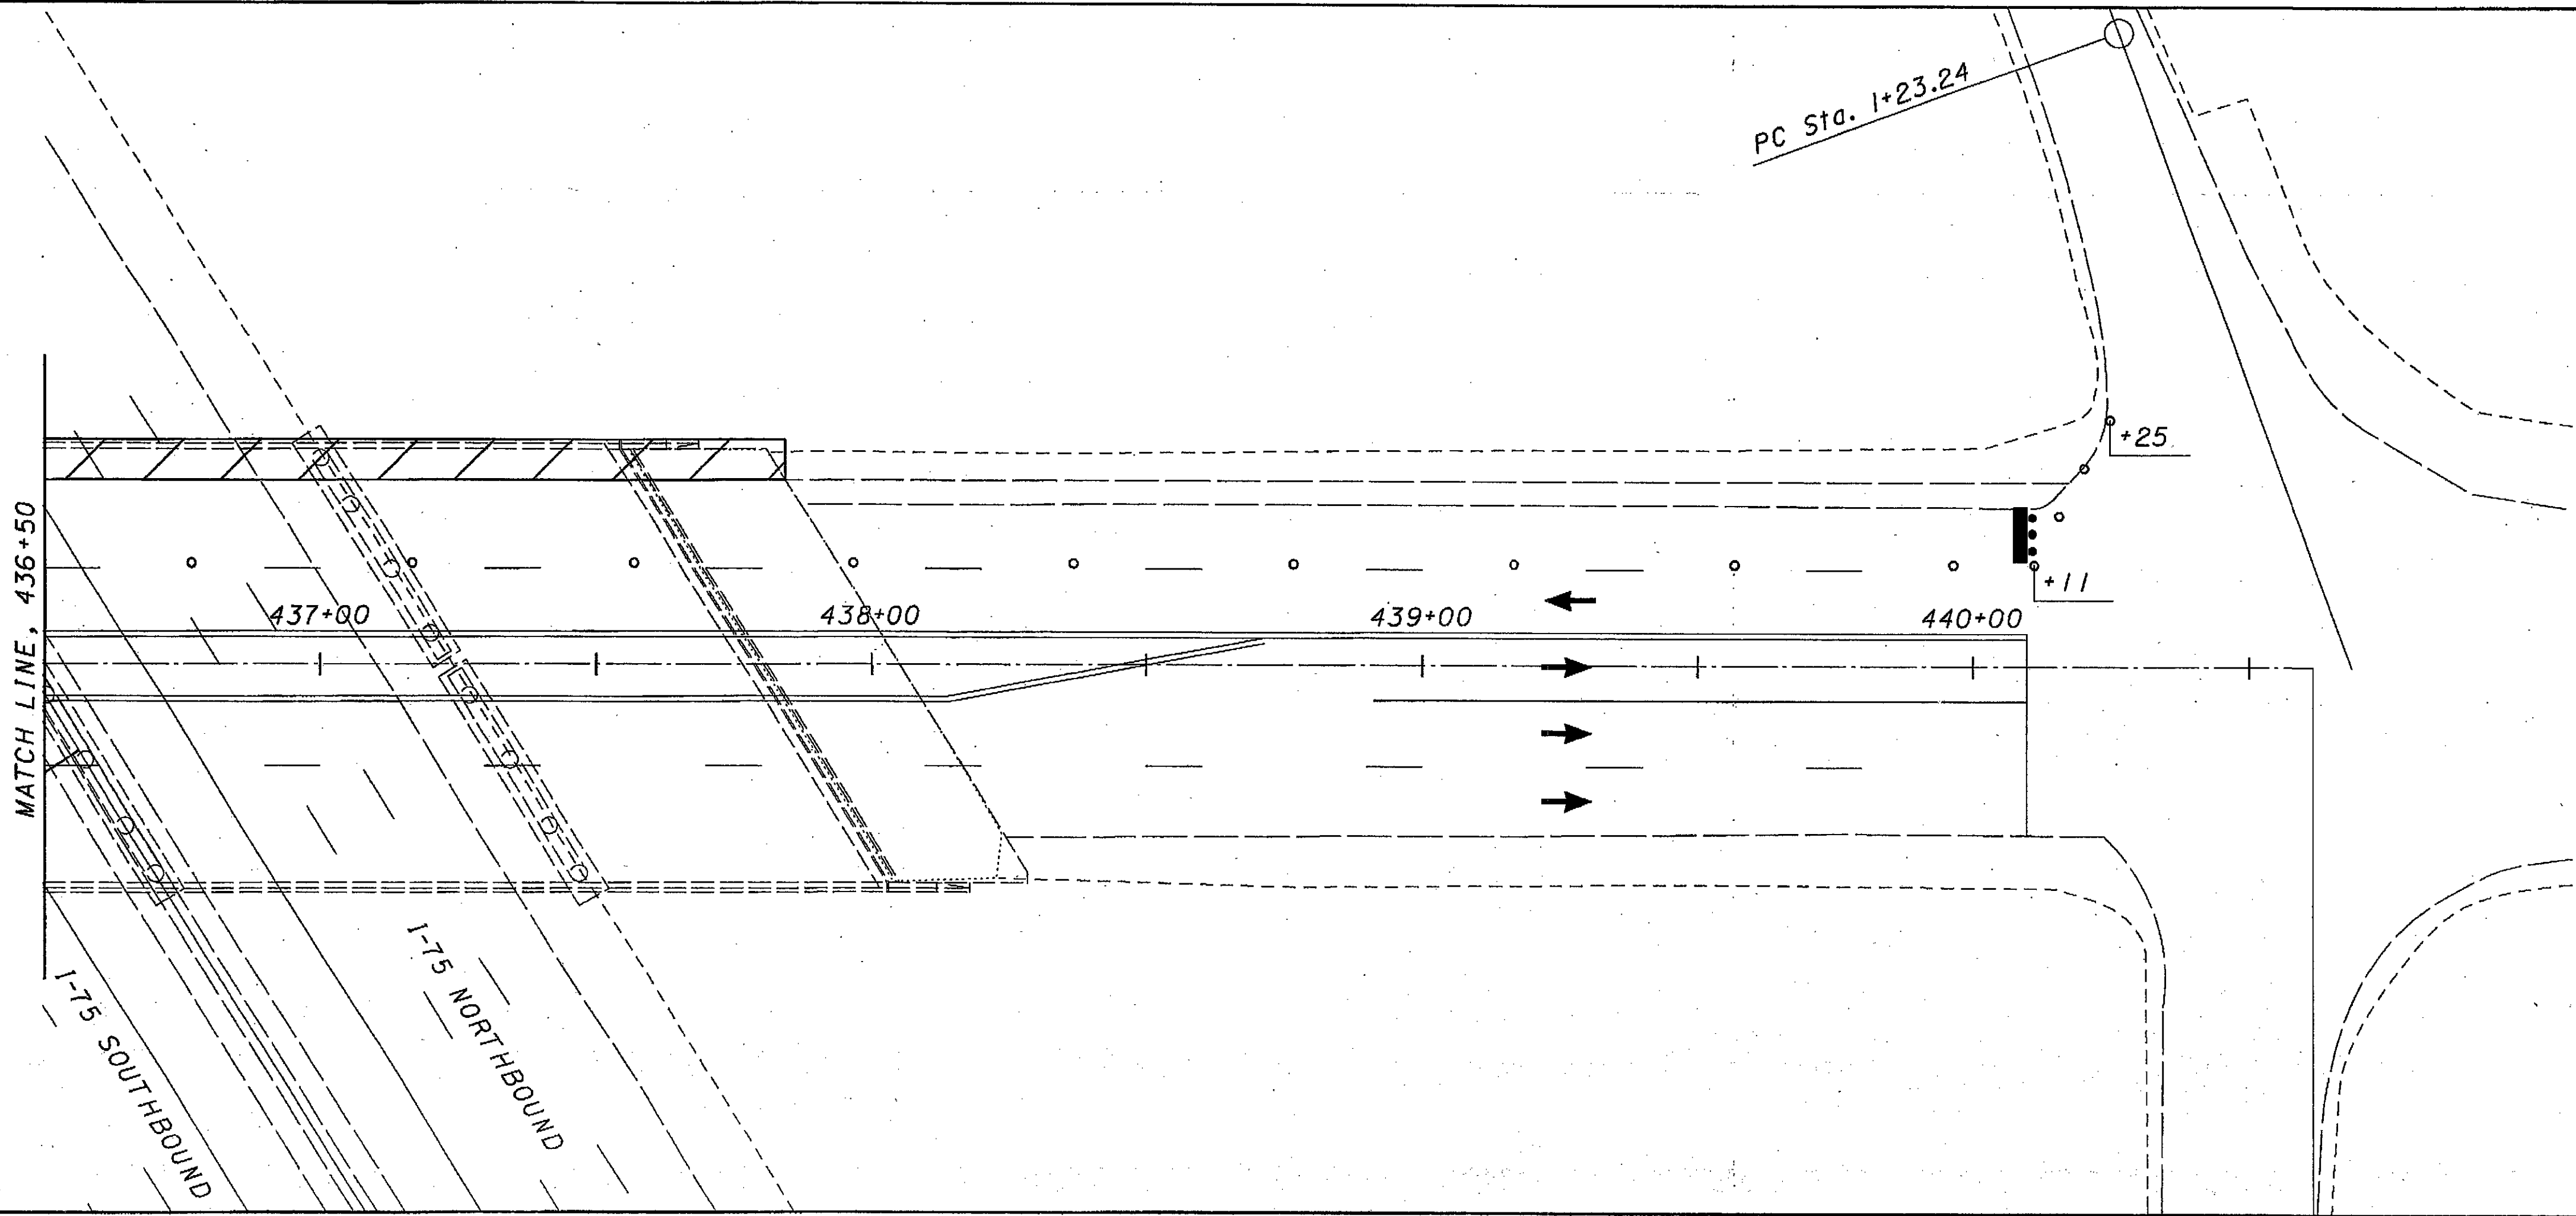 PC Sta. 1+23.24
+25
MATCH LINE, 436+50
+11
437+00
438+00
439+00
440+00
I-75 NORTHBOUND
I-75 SOUTHBOUND